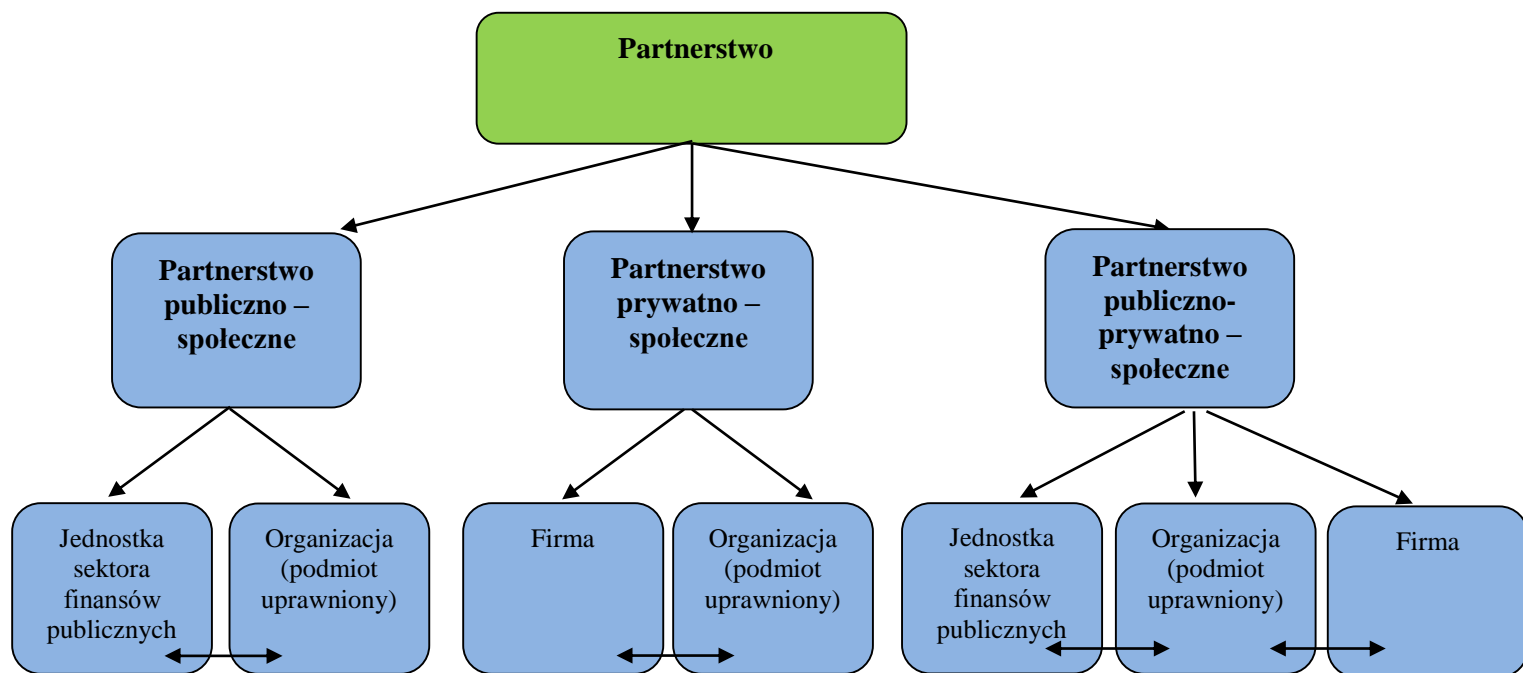 Partnerstwo
Partnerstwo
publiczno –
społeczne
Partnerstwo
prywatno –
społeczne
Partnerstwo
publiczno-
prywatno –
społeczne
Jednostka
sektora
finansów
publicznych
Organizacja
(podmiot
uprawniony)
Firma
Organizacja
(podmiot
uprawniony)
Jednostka
sektora
finansów
publicznych
Organizacja
(podmiot
uprawniony)
Firma